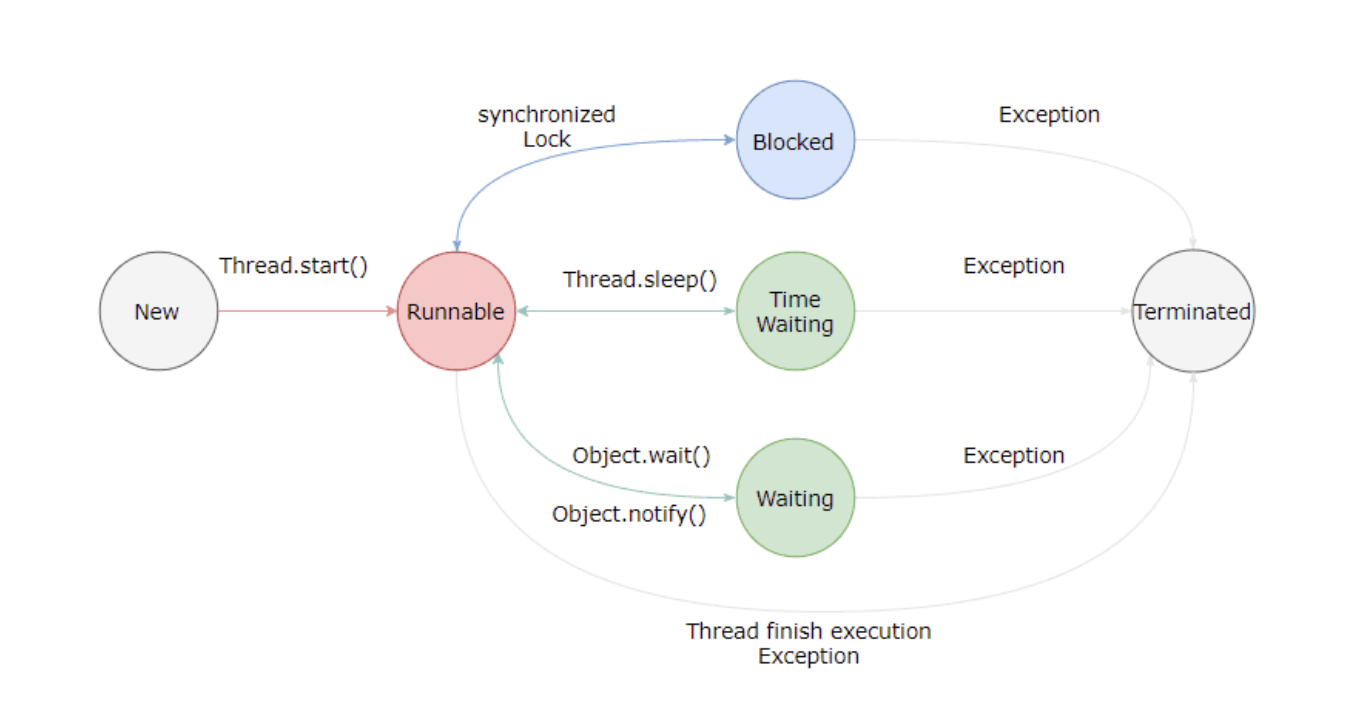 synchronized
Lock
Blocked
Exception
New
Thread.start()
Runnable
Thread.sleep()
Time
Waiting
Exception
Terminated
Object.wait()
Object.notify()
Waiting
Exception
Thread finish execution
Exception